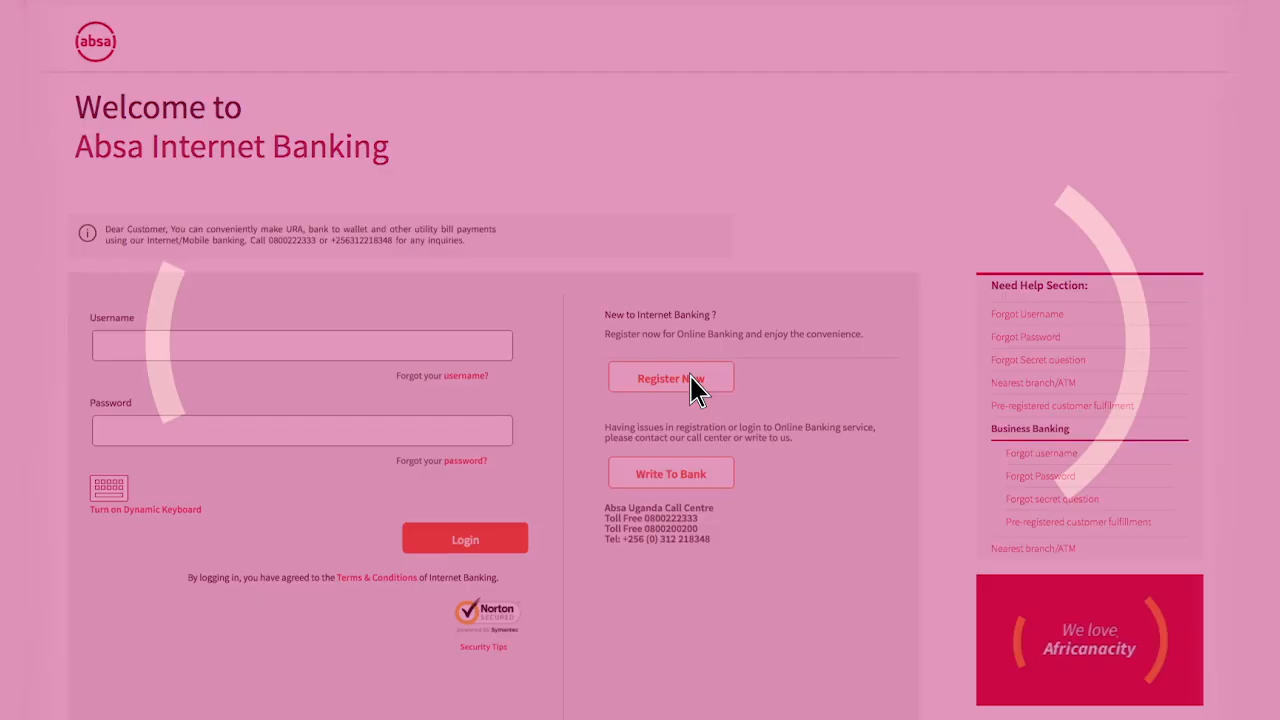 absa
Welcome to
Absa Internet Banking
Dear Customer, You can conveniently make URA, bank to wallet and other utility bill payments
using our Internet/Mobile banking. Call 0800222333 or +256312218348 for any inquiries.
Username
Forgot your username?
Password
Forgot your password?
Turn on Dynamic Keyboard
Login
By logging in, you have agreed to the Terms & Conditions of Internet Banking.
Norton
SECURED
powered by Symantec
Security Tips
New to Internet Banking ?
Register now for Online Banking and enjoy the convenience.
Register Now
Having issues in registration or login to Online Banking service,
please contact our call center or write to us.
Write To Bank
Absa Uganda Call Centre
Toll Free 0800222333
Toll Free 0800200200
Tel: +256 (0) 312 218348
Need Help Section:
Forgot Username
Forgot Password
Forgot Secret question
Nearest branch/ATM
Pre-registered customer fulfilment
Business Banking
Forgot username
Forgot Password
Forgot secret question
Pre-registered customer fulfillment
Nearest branch/ATM
We love
Africanacity